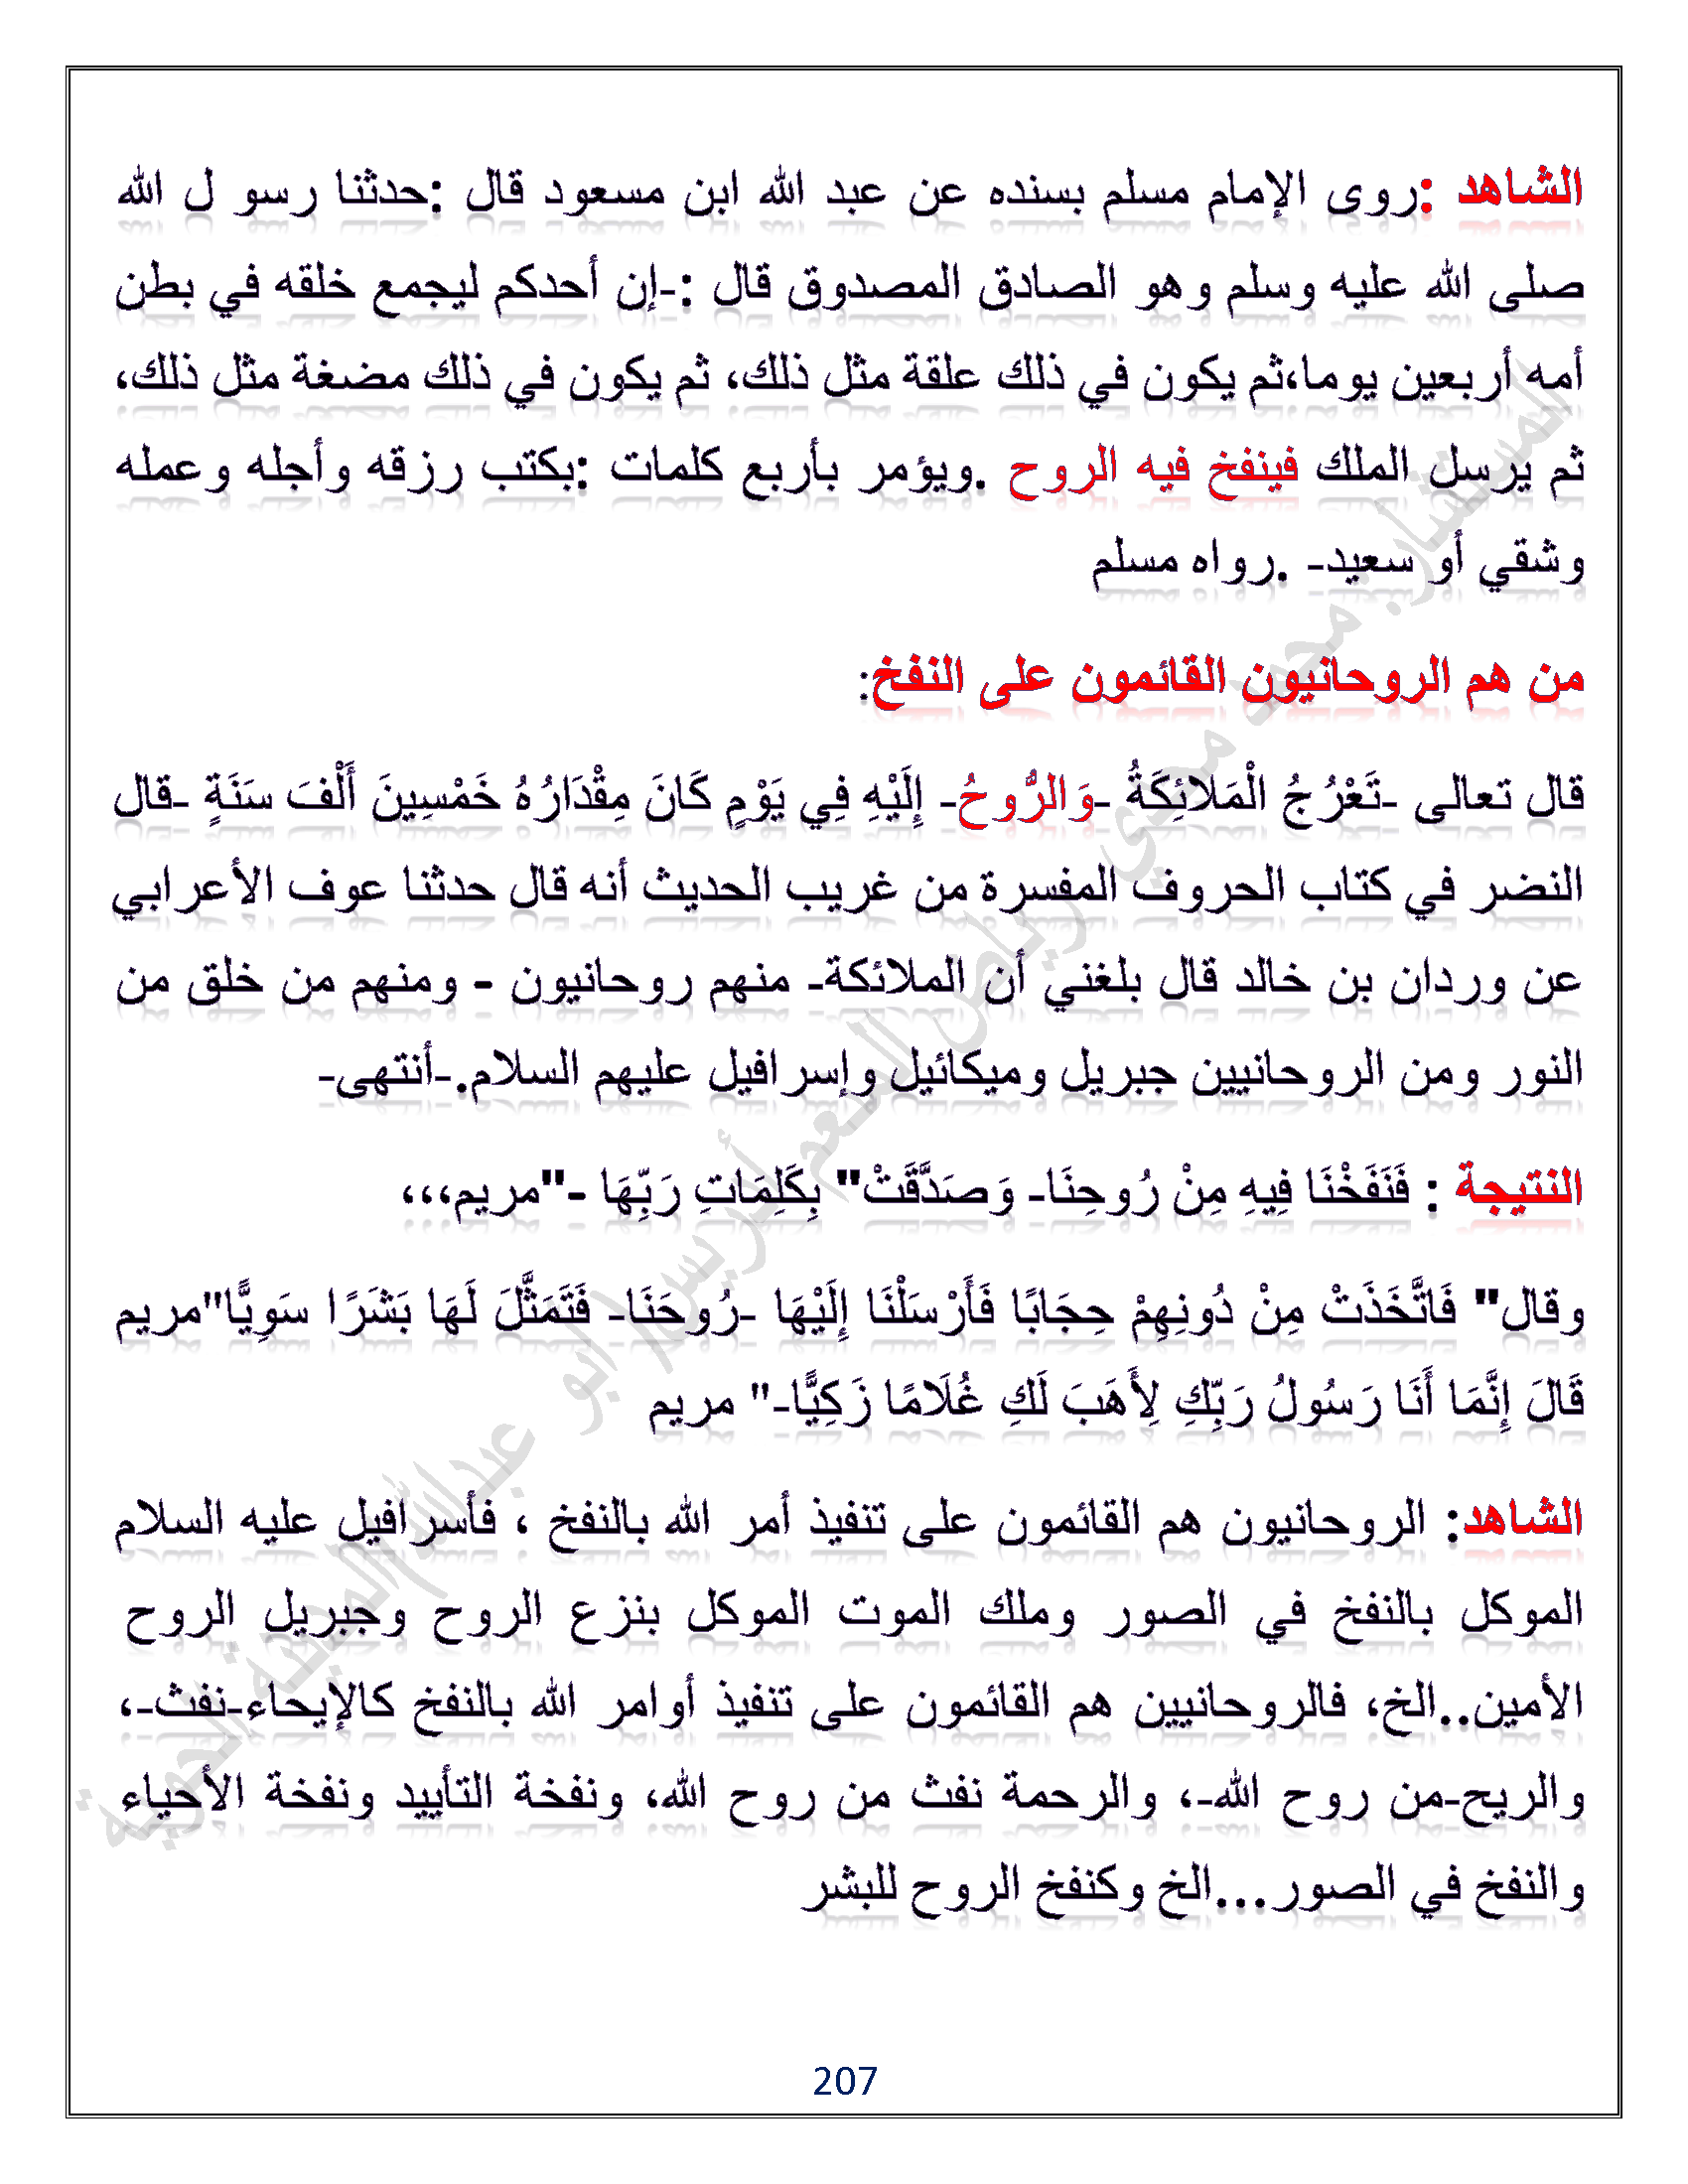 الشاهد :روى الإمام مسلم بسنده عن عبد الله ابن مسعود قال :حدثنا رسو ل الله
صلى الله عليه وسلم وهو الصادق المصدوق قال :-إن أحدكم ليجمع خلقه في بطن
أمه أربعين يوما،ثم يكون في ذلك علقة مثل ذلك، ثم يكون في ذلك مضغة مثل ذلك،
ثم يرسل الملك فينفخ فيه الروح .ويؤمر بأربع كلمات :بكتب رزقه وأجله وعمله
وشقي أو سعيد- .رواه مسلم
من هم الروحانيون القائمون على النفخ:
قال تعالى -تَعْرُجُ الْمَلائِكَةُ -وَالرُّوحُ- إِلَيْهِ فِي يَوْمٍ كَانَ مِقْدَارُهُ خَمْسِينَ أَلْفَ سَنَةٍ -قال
النضر في كتاب الحروف المفسرة من غريب الحديث أنه قال حدثنا عوف الأعرابي
عن وردان بن خالد قال بلغني أن الملائكة- منهم روحانيون - ومنهم من خلق من
النور ومن الروحانيين جبريل وميكائيل وإسرافيل عليهم السلام.-أنتهى-
النتيجة : فَنَفَخْنَا فِيهِ مِنْ رُوحِنَا- وَصَدَّقَتْ" بِكَلِمَاتِ رَبِّهَا -"مريم،،،
وقال" فَاتَّخَذَتْ مِنْ دُونِهِمْ حِجَابًا فَأَرْسَلْنَا إِلَيْهَا -رُوحَنَا- فَتَمَثَّلَ لَهَا بَشَرًا سَوِيًّا"مريم
قَالَ إِنَّمَا أَنَا رَسُولُ رَبِّكِ لِأَهَبَ لَكِ غُلَامًا زَكِيًّا-" مريم
الشاهد: الروحانيون هم القائمون على تنفيذ أمر الله بالنفخ ، فأسرافيل عليه السلام
الموكل بالنفخ في الصور وملك الموت الموكل بنزع الروح وجبريل الروح
الأمين..الخ، فالروحانيين هم القائمون على تنفيذ أوامر الله بالنفخ كالإيحاء-نفث-،
والريح-من روح الله-، والرحمة نفث من روح الله، ونفخة التأييد ونفخة الأحياء
والنفخ في الصور...الخ وكنفخ الروح للبشر
207